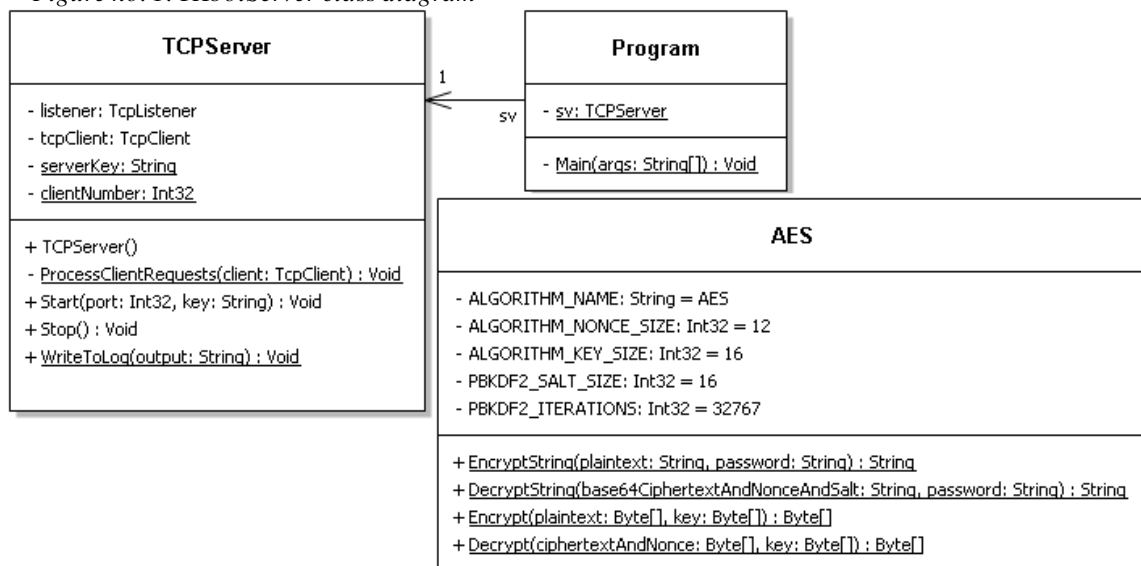 TCPServer
- listener: TcpListener
- tcpClient: TcpClient
- serverKey: String
- clientNumber: Int32
+ TCPServer()
- ProcessClientRequests(client: TcpClient) : Void
+ Start(port: Int32, key: String) : Void
+ Stop() : Void
+ WriteToLog(output: String) : Void
1
sv
Program
- sv: TCPServer
- Main(args: String[]) : Void
AES
- ALGORITHM_NAME: String = AES
- ALGORITHM_NONCE_SIZE: Int32 = 12
- ALGORITHM_KEY_SIZE: Int32 = 16
- PBKDF2_SALT_SIZE: Int32 = 16
- PBKDF2_ITERATIONS: Int32 = 32767
+ EncryptString(plaintext: String, password: String) : String
+ DecryptString(base64CiphertextAndNonceAndSalt: String, password: String) : String
+ Encrypt(plaintext: Byte[], key: Byte[]) : Byte[]
+ Decrypt(ciphertextAndNonce: Byte[], key: Byte[]) : Byte[]